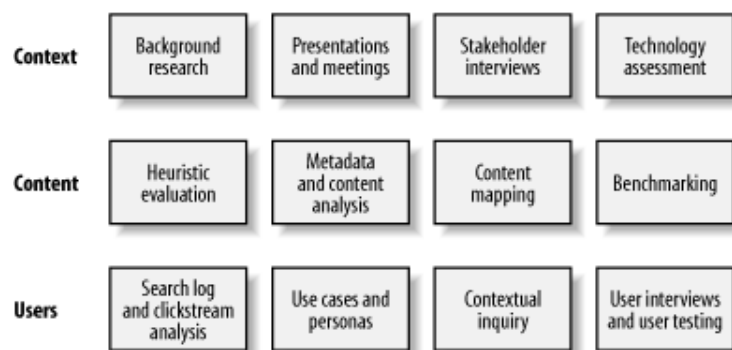 Context
Background
research
Presentations
and meetings
Stakeholder
interviews
Technology
assessment
Content
Heuristic
evaluation
Metadata
and content
analysis
Content
mapping
Benchmarking
Users
Search log
and clickstream
analysis
Use cases and
personas
Contextual
inquiry
User interviews
and user testing